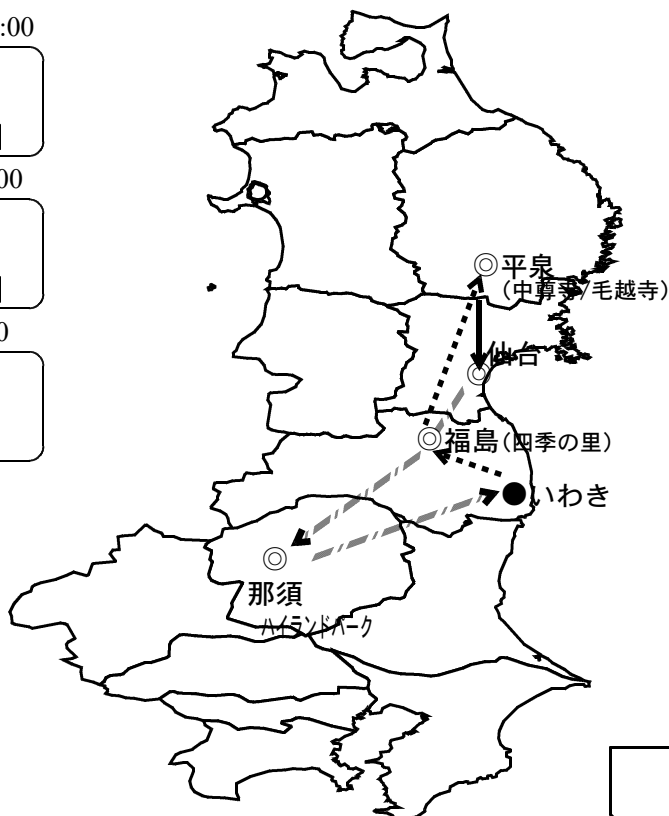 :00
00
0
平泉
(中尊寺/毛越寺)
仙台
福島(四季の里)
いわき
那須
ﾊｲﾗﾝﾄﾞﾊﾟｰｸ